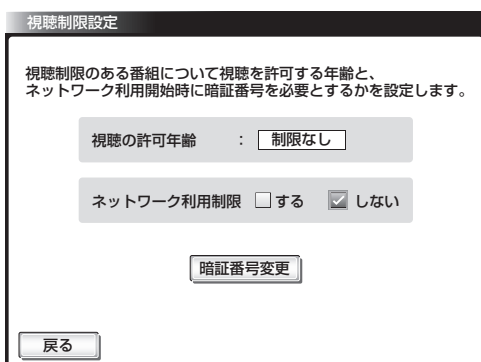 視聴制限設定
視聴制限のある番組について視聴を許可する年齢と、
ネットワーク利用開始時に暗証番号を必要とするかを設定します。
視聴の許可年齢 : 制限なし
ネットワーク利用制限 する しない
暗証番号変更
戻る